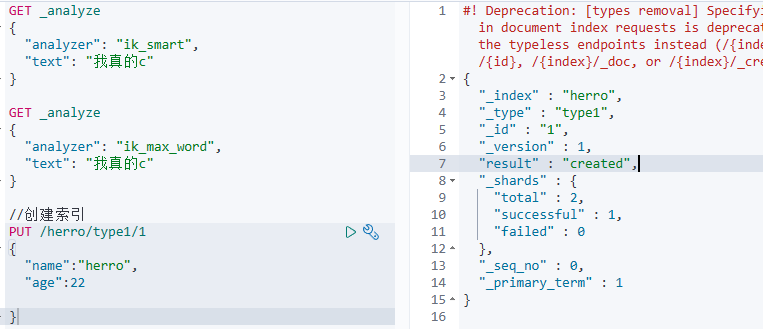 GET _analyze
{
  "analyzer": "ik_smart",
  "text": "我真的c"
}
GET _analyze
{
  "analyzer": "ik_max_word",
  "text": "我真的c"
}
//创建索引
PUT /herro/type1/1
{
  "name":"herro",
  "age":22
}
1 #! Deprecation: [types removal] Specifyin
in document index requests is deprecat
the typeless endpoints instead (/{inde
/{id}, /{index}/_doc, or /{index}/_cre
2 {
3   "_index" : "herro",
4   "_type" : "type1",
5   "_id" : "1",
6   "_version" : 1,
7   "result" : "created",
8   "_shards" : {
9     "total" : 2,
10     "successful" : 1,
11     "failed" : 0
12   },
13   "_seq_no" : 0,
14   "_primary_term" : 1
15 }
16